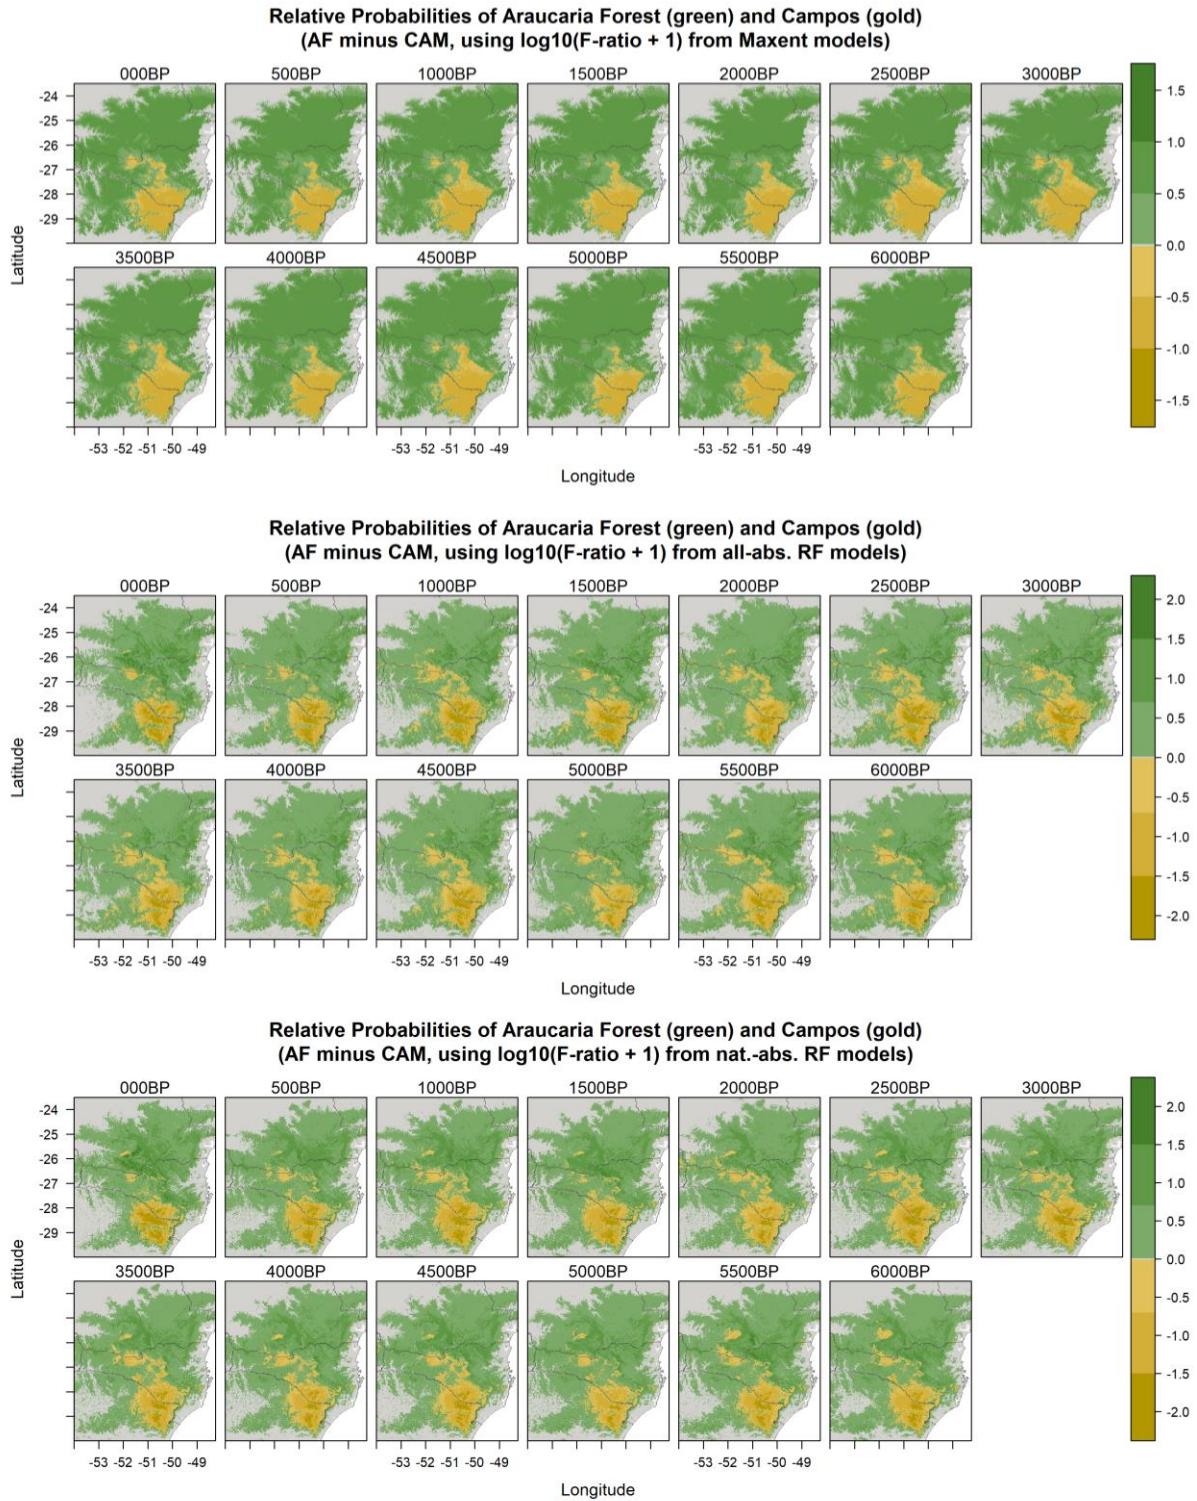 Relative Probabilities of Araucaria Forest (green) and Campos (gold)
(AF minus CAM, using log10(F-ratio + 1) from Maxent models)
000BP 500BP 1000BP 1500BP 2000BP 2500BP 3000BP
-24
-25
-26
-27
-28
-29
3500BP 4000BP 4500BP 5000BP 5500BP 6000BP
Latitude
-53 -52 -51 -50 -49 -53 -52 -51 -50 -49 -53 -52 -51 -50 -49
Longitude
1.5
1.0
0.5
0.0
-0.5
-1.0
-1.5
Relative Probabilities of Araucaria Forest (green) and Campos (gold)
(AF minus CAM, using log10(F-ratio + 1) from all-abs. RF models)
000BP 500BP 1000BP 1500BP 2000BP 2500BP 3000BP
-24
-25
-26
-27
-28
-29
3500BP 4000BP 4500BP 5000BP 5500BP 6000BP
Latitude
-53 -52 -51 -50 -49 -53 -52 -51 -50 -49 -53 -52 -51 -50 -49
Longitude
2.0
1.5
1.0
0.5
0.0
-0.5
-1.0
-1.5
-2.0
Relative Probabilities of Araucaria Forest (green) and Campos (gold)
(AF minus CAM, using log10(F-ratio + 1) from nat.-abs. RF models)
000BP 500BP 1000BP 1500BP 2000BP 2500BP 3000BP
-24
-25
-26
-27
-28
-29
3500BP 4000BP 4500BP 5000BP 5500BP 6000BP
Latitude
-53 -52 -51 -50 -49 -53 -52 -51 -50 -49 -53 -52 -51 -50 -49
Longitude
2.0
1.5
1.0
0.5
0.0
-0.5
-1.0
-1.5
-2.0